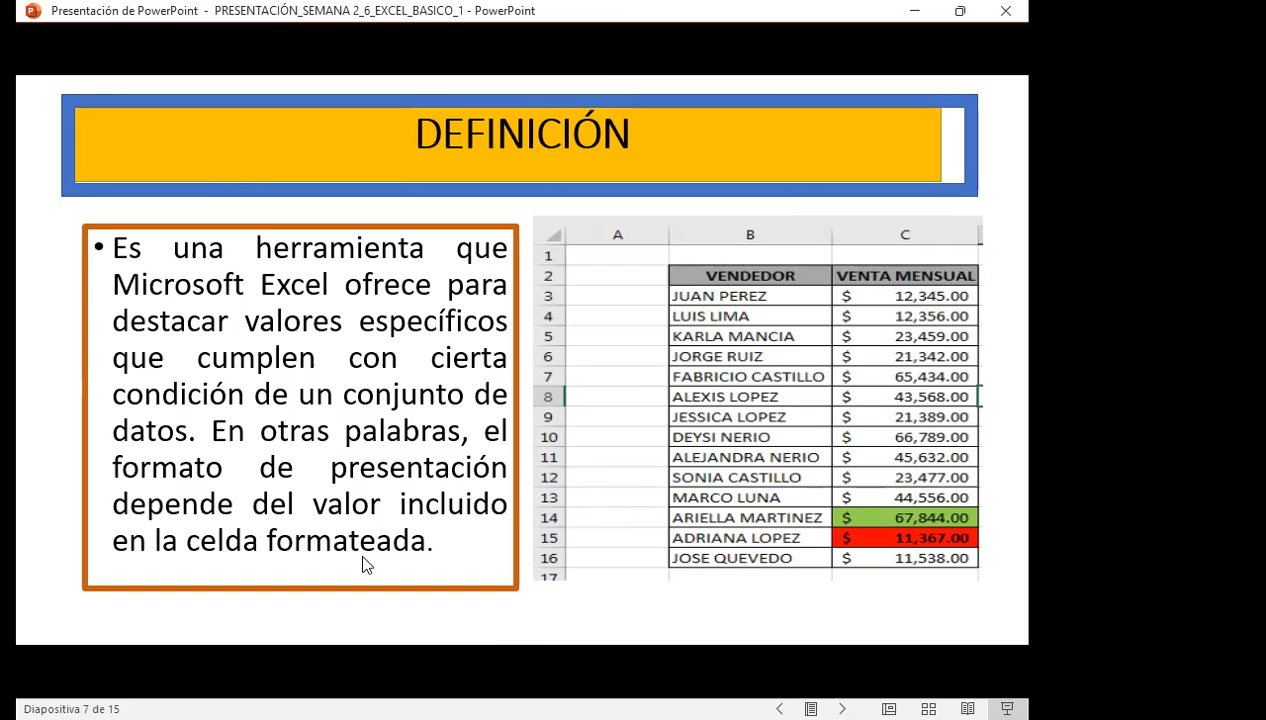 Presentación de PowerPoint - PRESENTACIÓN_SEMANA 2_6_EXCEL_BASICO_1 - PowerPoint
DEFINICIÓN
• Es una herramienta que
Microsoft Excel ofrece para
destacar valores específicos
que cumplen con cierta
condición de un conjunto de
datos. En otras palabras, el
formato de presentación
depende del valor incluido
en la celda formateada.
A B C
1
2 VENDEDOR VENTA MENSUAL
3 JUAN PEREZ $ 12,345.00
4 LUIS LIMA $ 12,356.00
5 KARLA MANCIA $ 23,459.00
6 JORGE RUIZ $ 21,342.00
7 FABRICIO CASTILLO $ 65,434.00
8 ALEXIS LOPEZ $ 43,568.00
9 JESSICA LOPEZ $ 21,389.00
10 DEYSI NERIO $ 66,789.00
11 ALEJANDRA NERIO $ 45,632.00
12 SONIA CASTILLO $ 23,477.00
13 MARCO LUNA $ 44,556.00
14 ARIELLA MARTINEZ $ 67,844.00
15 ADRIANA LOPEZ $ 11,367.00
16 JOSE QUEVEDO $ 11,538.00
17
Diapositiva 7 de 15